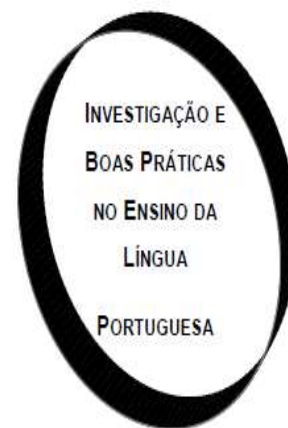 INVESTIGAÇÃO E
BOAS PRÁTICAS
NO ENSINO DA
LÍNGUA
PORTUGUESA